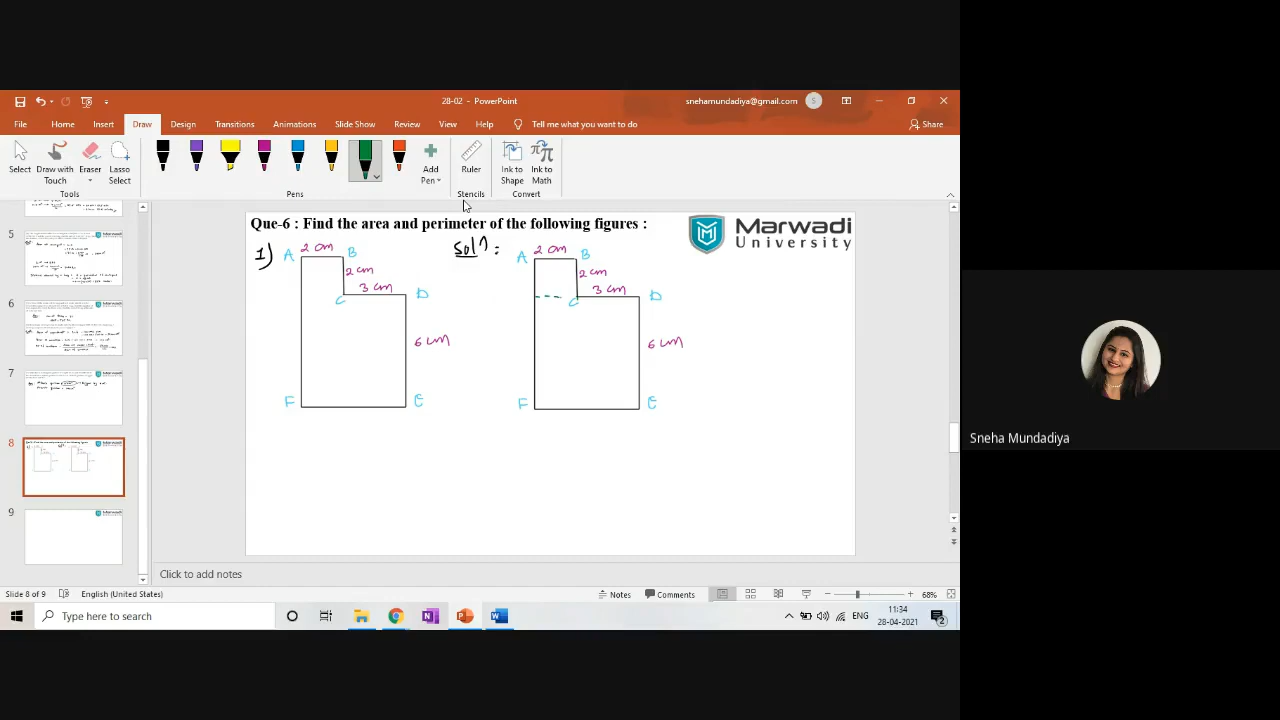 28-02 - PowerPoint
snehamundadiya@gmail.com
S
File Home Insert Draw Design Transitions Animations Slide Show Review View Help Tell me what you want to do
Share
Select
Draw with Touch
Eraser
Lasso Select
Add Pen
Ruler
Ink to Shape
Ink to Math
Tools
Pens
Stencils
Convert
5
6
7
8
9
Que-6 : Find the area and perimeter of the following figures :
Marwadi
University
1)
A 2 cm B
2 cm
3 cm
C D
6 cm
F E
Soln :
A 2 cm B
2 cm
3 cm
C D
6 cm
F E
Click to add notes
Slide 8 of 9
English (United States)
Notes
Comments
68%
Type here to search
ENG
11:34
28-04-2021
2
Sneha Mundadiya